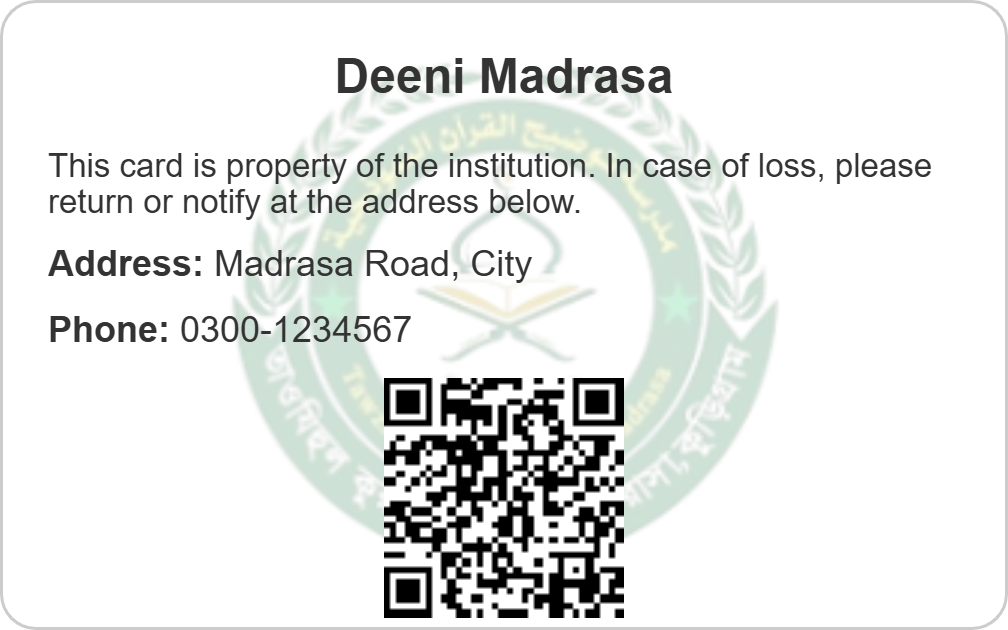 Deeni Madrasa
This card is property of the institution. In case of loss, please
return or notify at the address below.
Address: Madrasa Road, City
Phone: 0300-1234567